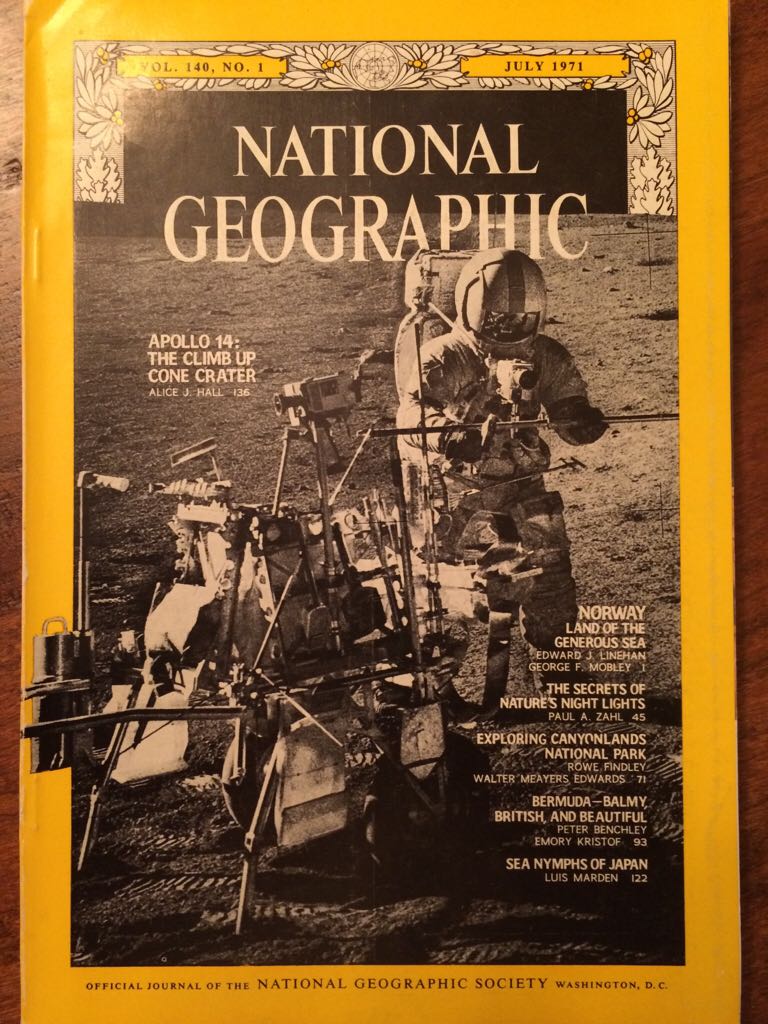 VOL. 140, NO. 1
JULY 1971
NATIONAL
GEOGRAPHIC
APOLLO 14:
THE CLIMB UP
CONE CRATER
ALICE J. HALL 136
NORWAY
LAND OF THE
GENEROUS SEA
EDWARD J. LINEHAN
GEORGE F. MOBLEY 1
THE SECRETS OF
NATURE'S NIGHT LIGHTS
PAUL A. ZAHL 45
EXPLORING CANYONLANDS
NATIONAL PARK
ROWE FINDLEY
WALTER MEAYERS EDWARDS 71
BERMUDA—BALMY,
BRITISH, AND BEAUTIFUL
PETER BENCHLEY
EMORY KRISTOF 93
SEA NYMPHS OF JAPAN
LUIS MARDEN 122
OFFICIAL JOURNAL OF THE NATIONAL GEOGRAPHIC SOCIETY WASHINGTON, D.C.